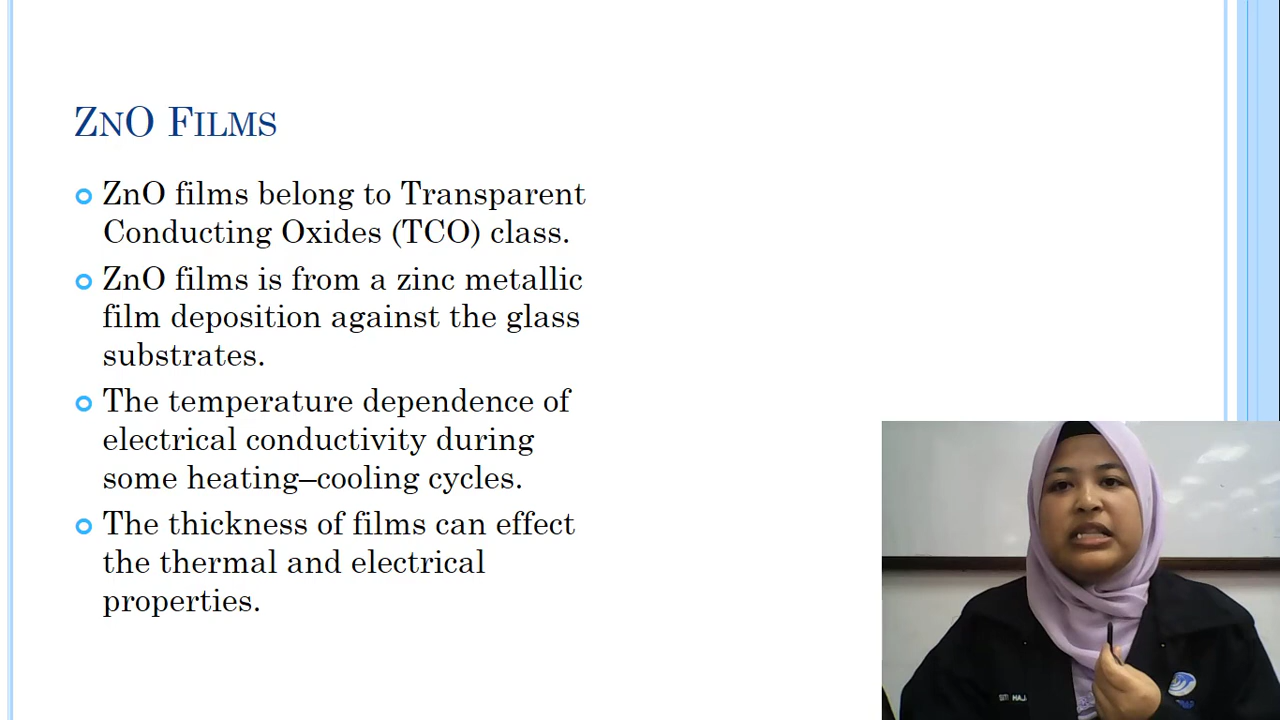 ZnO Films
ZnO films belong to Transparent
Conducting Oxides (TCO) class.
ZnO films is from a zinc metallic
film deposition against the glass
substrates.
The temperature dependence of
electrical conductivity during
some heating–cooling cycles.
The thickness of films can effect
the thermal and electrical
properties.
SITI HAJ